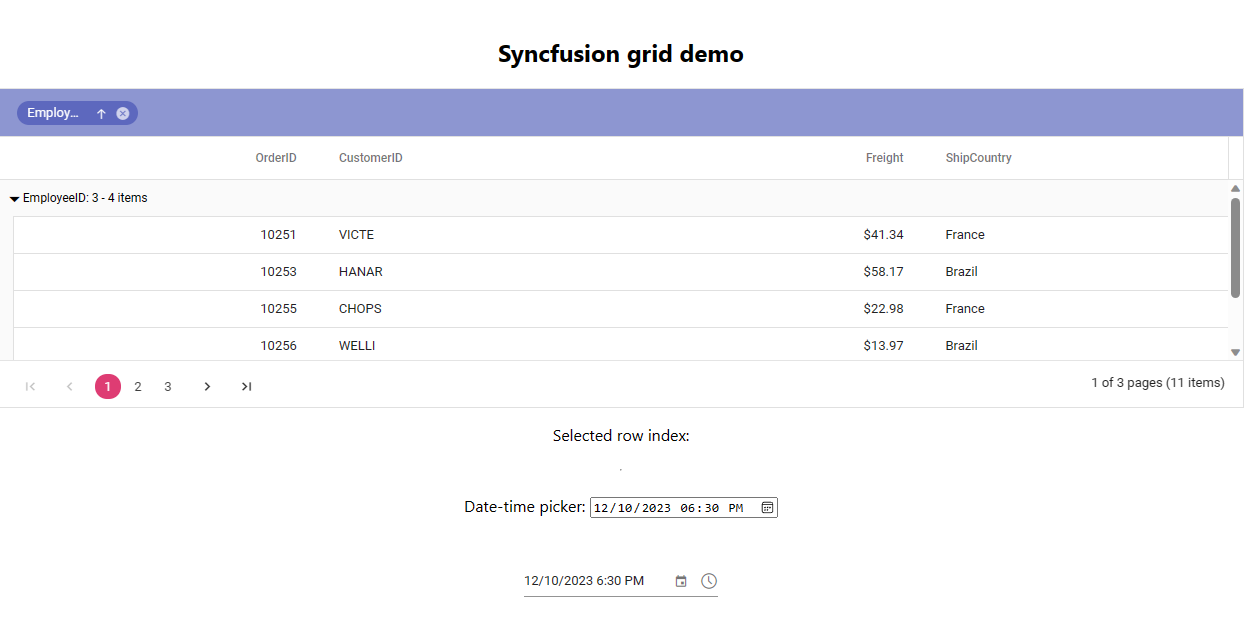 Syncfusion grid demo
Employ...
OrderID CustomerID Freight ShipCountry
EmployeeID: 3 - 4 items
10251 VICTE $41.34 France
10253 HANAR $58.17 Brazil
10255 CHOPS $22.98 France
10256 WELLI $13.97 Brazil
1 2 3 1 of 3 pages (11 items)
Selected row index:
.
Date-time picker: 12/10/2023 06:30 PM
12/10/2023 6:30 PM